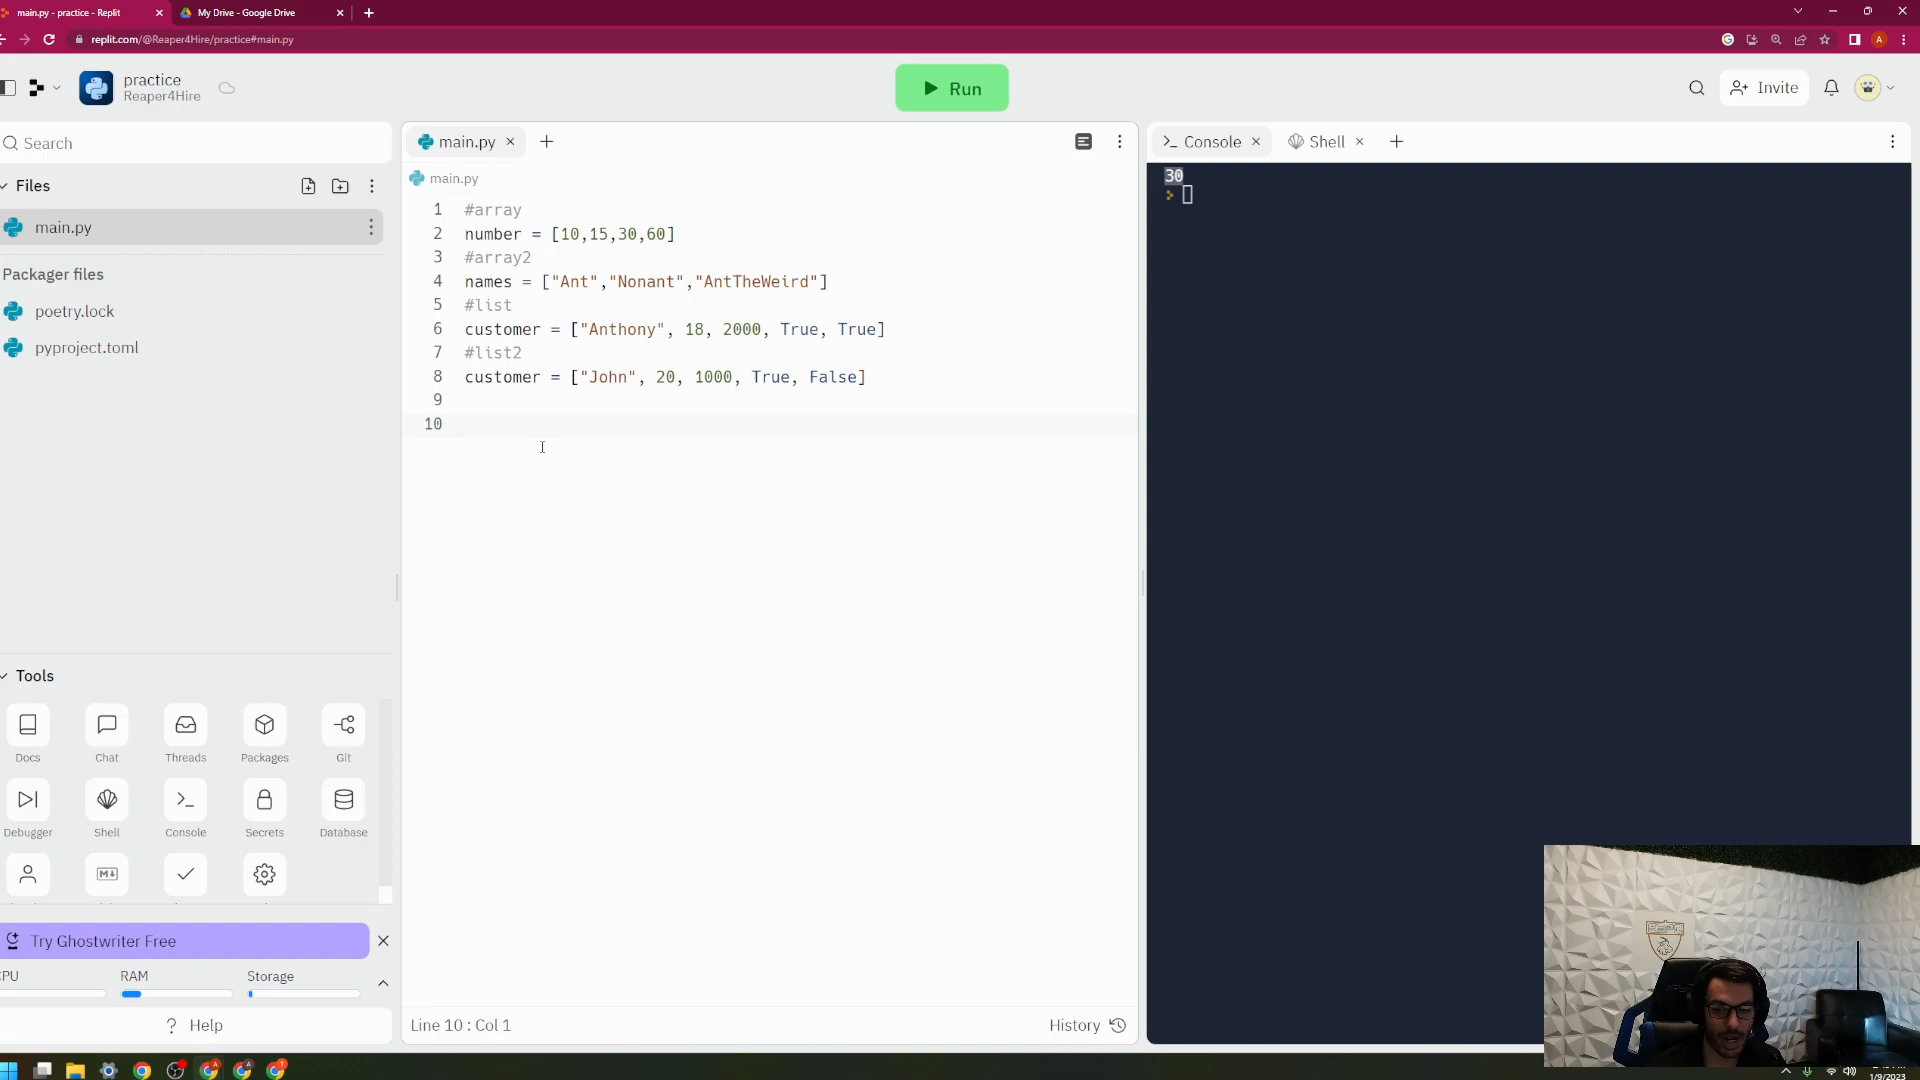 main.py - practice - Replit
My Drive - Google Drive
replit.com/@Reaper4Hire/practice#main.py
A
practice
Reaper4Hire
Run
Invite
Search
Files
main.py
Packager files
poetry.lock
pyproject.toml
Tools
Docs
Chat
Threads
Packages
Git
Debugger
Shell
Console
Secrets
Database
Try Ghostwriter Free
CPU
RAM
Storage
? Help
main.py
main.py
1 #array
2 number = [10,15,30,60]
3 #array2
4 names = ["Ant","Nonant","AntTheWeird"]
5 #list
6 customer = ["Anthony", 18, 2000, True, True]
7 #list2
8 customer = ["John", 20, 1000, True, False]
9
10
Line 10 : Col 1
History
Console
Shell
30
1/9/2023